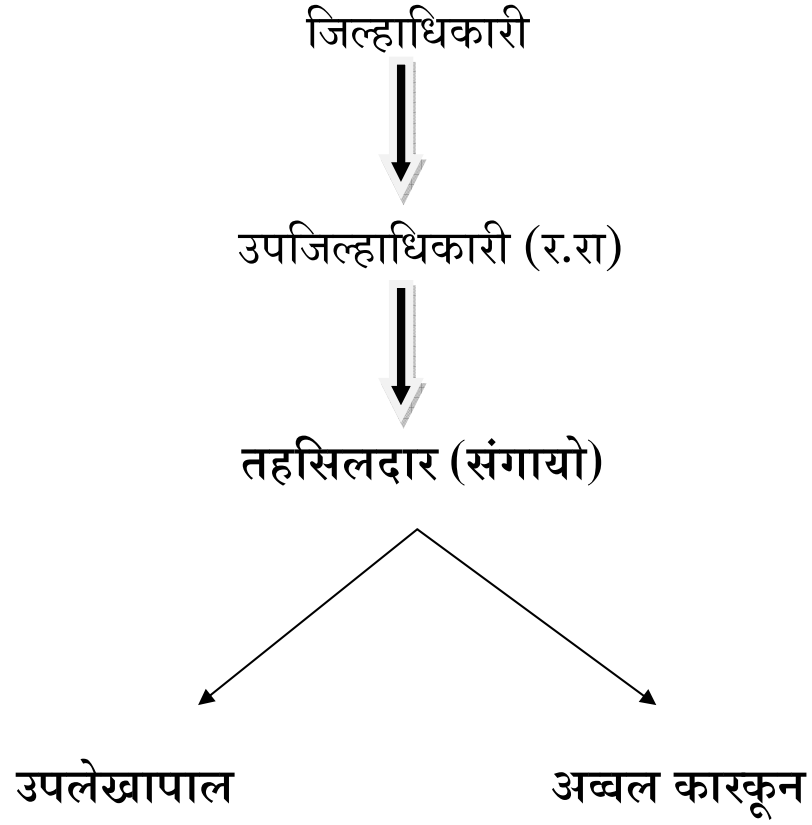 जिल्हाधिकारी
उपजिल्हाधिकारी (र.रा)
तहसिलदार (संगायो)
उपलेखापाल
अव्वल कारकून